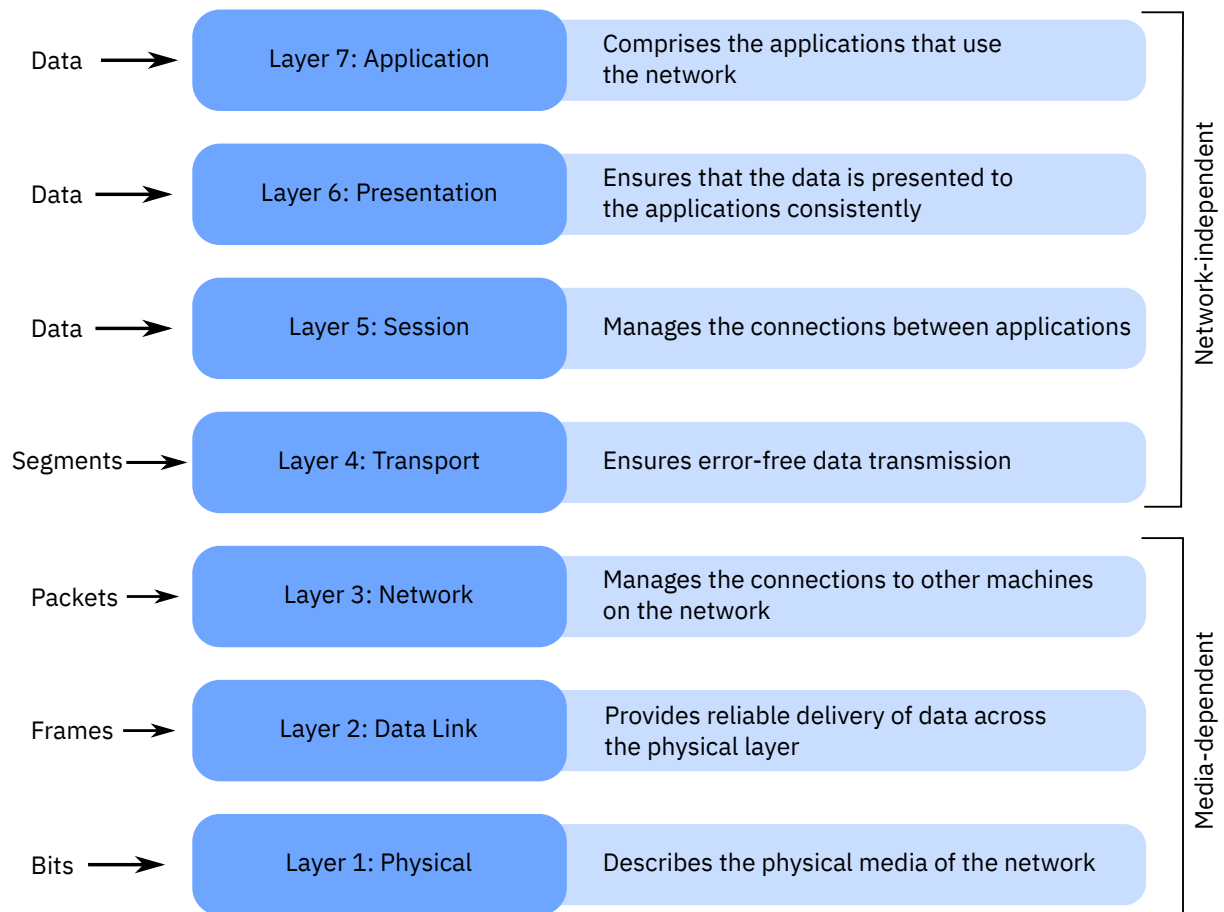 Data
Layer 7: Application
Comprises the applications that use
the network
Data
Layer 6: Presentation
Ensures that the data is presented to
the applications consistently
Data
Layer 5: Session
Manages the connections between applications
Segments
Layer 4: Transport
Ensures error-free data transmission
Network-independent
Packets
Layer 3: Network
Manages the connections to other machines
on the network
Frames
Layer 2: Data Link
Provides reliable delivery of data across
the physical layer
Bits
Layer 1: Physical
Describes the physical media of the network
Media-dependent